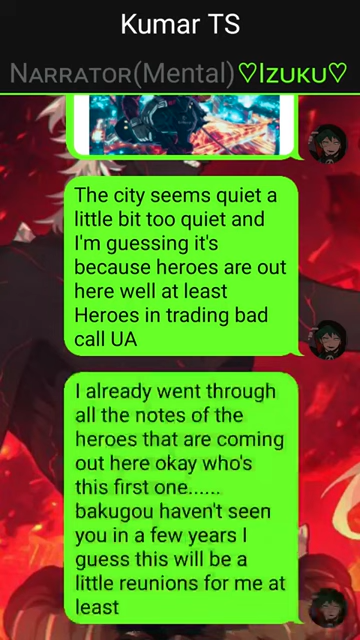 Kumar TS
Narrator(Mental) ♡Izuku♡
The city seems quiet a
little bit too quiet and
I'm guessing it's
because heroes are out
here well at least
Heroes in trading bad
call UA
I already went through
all the notes of the
heroes that are coming
out here okay who's
this first one......
bakugou haven't seen
you in a few years I
guess this will be a
little reunions for me at
least